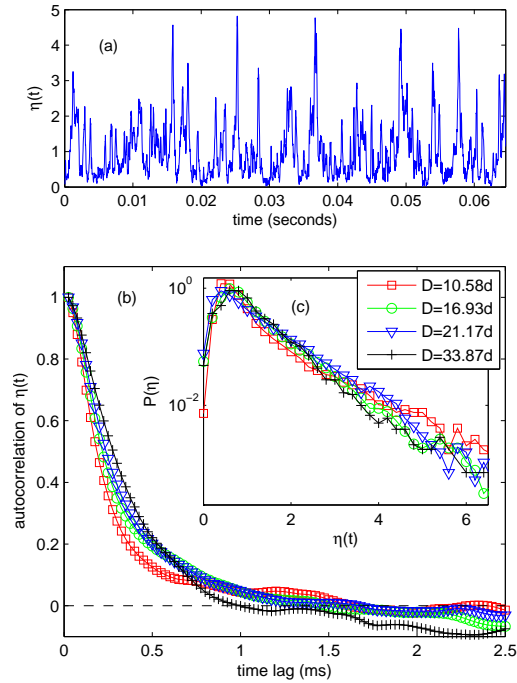 (a)
η(t)
5
4
3
2
1
0
0 0.01 0.02 0.03 0.04 0.05 0.06
time (seconds)
(b)
autocorrelation of η(t)
1
0.8
0.6
0.4
0.2
0
0 0.5 1 1.5 2 2.5
time lag (ms)
(c)
P(η)
10^0
10^-2
0 2 4 6
η(t)
D=10.58d
D=16.93d
D=21.17d
D=33.87d